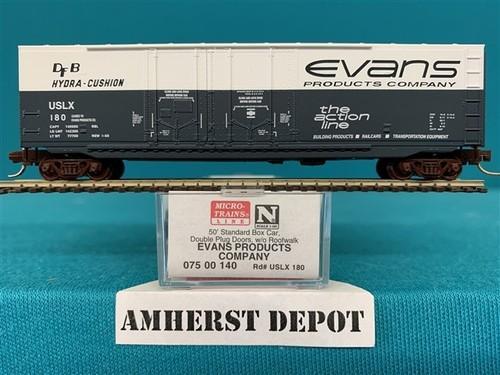 DFB
HYDRA-CUSHION
Evans
PRODUCTS COMPANY
USLX
180
the
action
line
BUILDING PRODUCTS RAILCARS TRANSPORTATION EQUIPMENT
MICRO-
TRAINS
LINE
N
50' Standard Box Car,
Double Plug Doors, w/o Roofwalk
EVANS PRODUCTS
COMPANY
075 00 140 Rd# USLX 180
AMHERST DEPOT